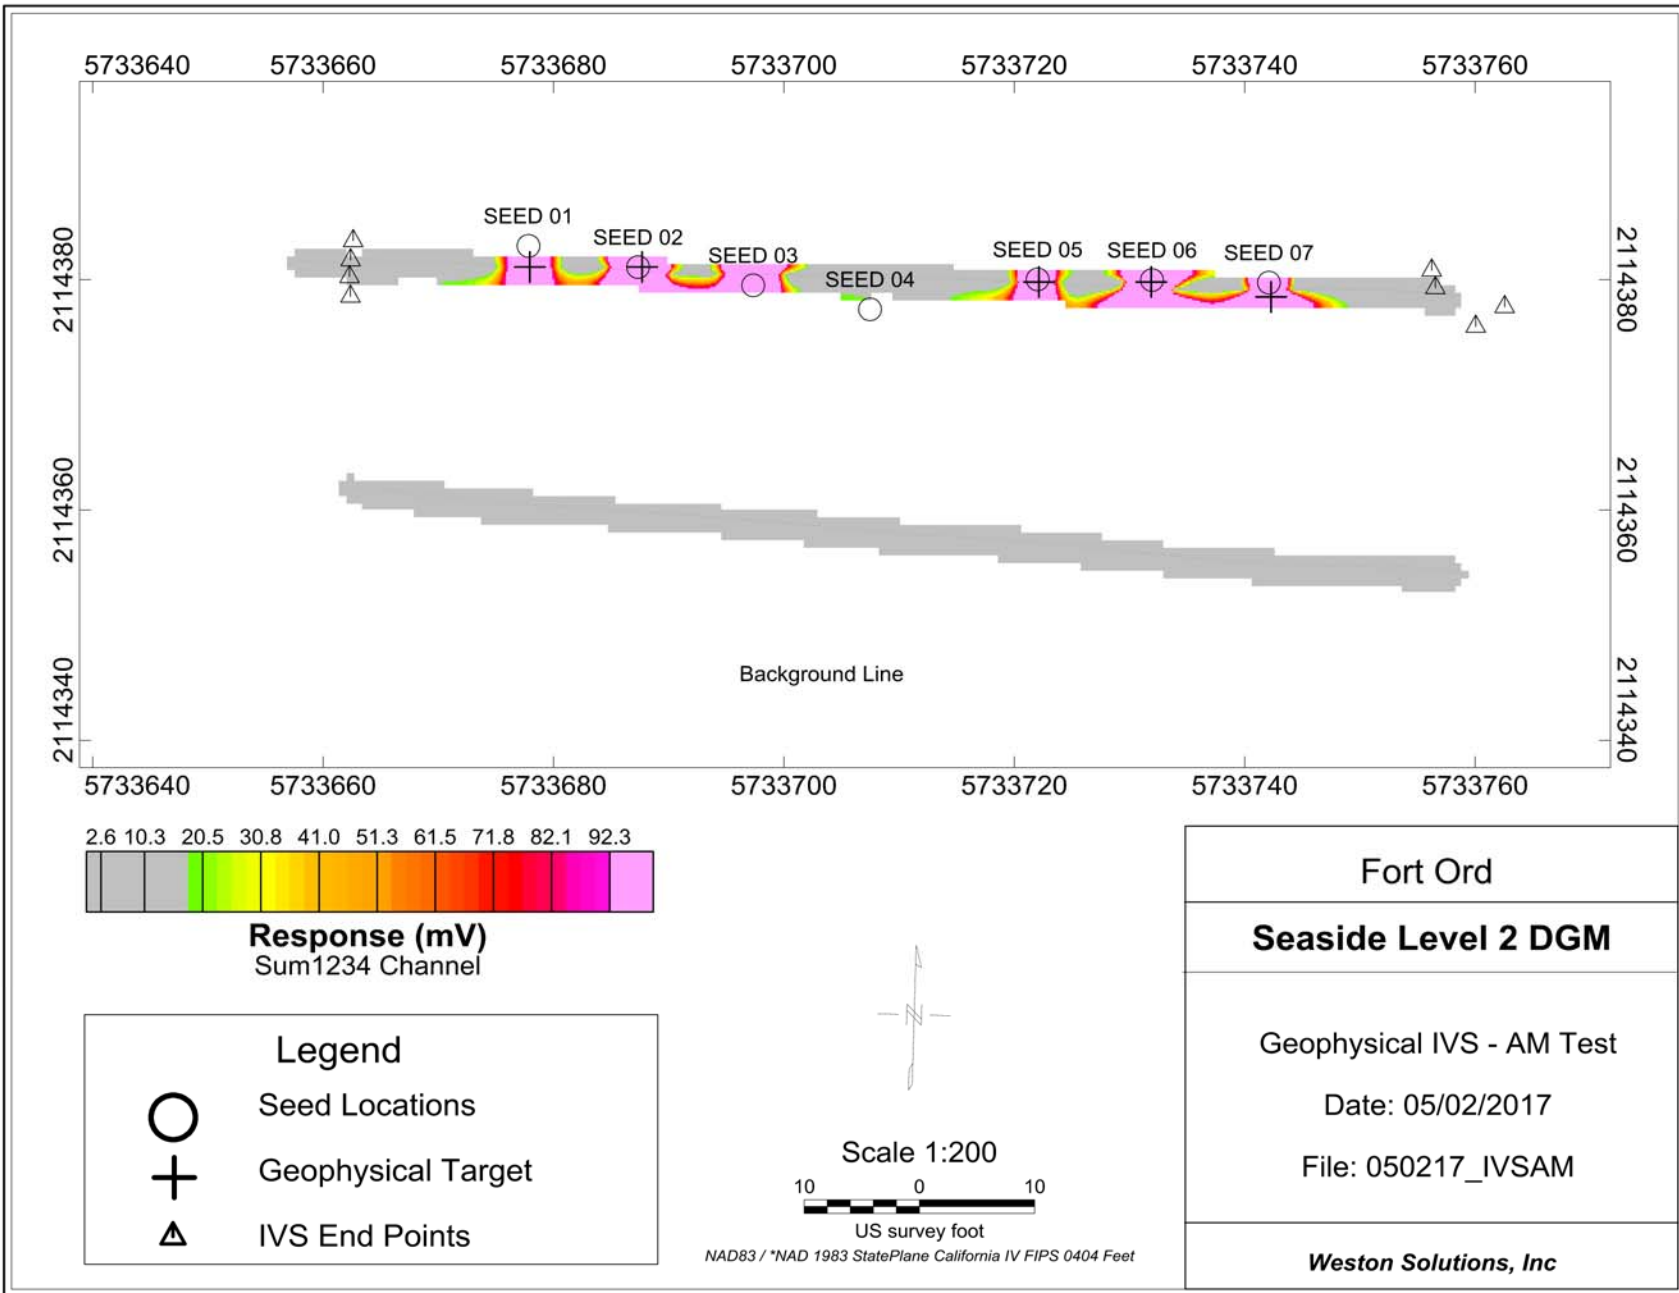 5733640 5733660 5733680 5733700 5733720 5733740 5733760
2114380
2114380
SEED 01
SEED 02
SEED 03
SEED 04
SEED 05
SEED 06
SEED 07
2114360
2114360
2114340
2114340
Background Line
5733640 5733660 5733680 5733700 5733720 5733740 5733760
2.6 10.3 20.5 30.8 41.0 51.3 61.5 71.8 82.1 92.3
Response (mV)
Sum1234 Channel
Legend
Seed Locations
Geophysical Target
IVS End Points
N
Scale 1:200
10 0 10
US survey foot
NAD83 / *NAD 1983 StatePlane California IV FIPS 0404 Feet
Fort Ord
Seaside Level 2 DGM
Geophysical IVS - AM Test
Date: 05/02/2017
File: 050217_IVSAM
Weston Solutions, Inc